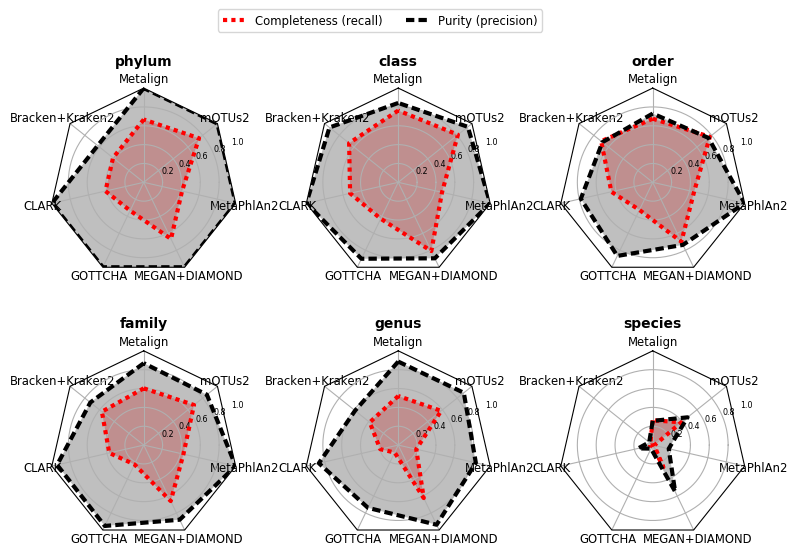 Completeness (recall) Purity (precision)
phylum class order
Metalign Metalign Metalign
Bracken+Kraken2 mOTUs2 Bracken+Kraken2 mOTUs2 Bracken+Kraken2 mOTUs2
0.2 0.4 0.6 0.8 1.0 0.2 0.4 0.6 0.8 1.0 0.2 0.4 0.6 0.8 1.0
CLARK MetaPhlAn2 CLARK MetaPhlAn2 CLARK MetaPhlAn2
GOTTCHA MEGAN+DIAMOND GOTTCHA MEGAN+DIAMOND GOTTCHA MEGAN+DIAMOND
family genus species
Metalign Metalign Metalign
Bracken+Kraken2 mOTUs2 Bracken+Kraken2 mOTUs2 Bracken+Kraken2 mOTUs2
0.2 0.4 0.6 0.8 1.0 0.2 0.4 0.6 0.8 1.0 0.2 0.4 0.6 0.8 1.0
CLARK MetaPhlAn2 CLARK MetaPhlAn2 CLARK MetaPhlAn2
GOTTCHA MEGAN+DIAMOND GOTTCHA MEGAN+DIAMOND GOTTCHA MEGAN+DIAMOND